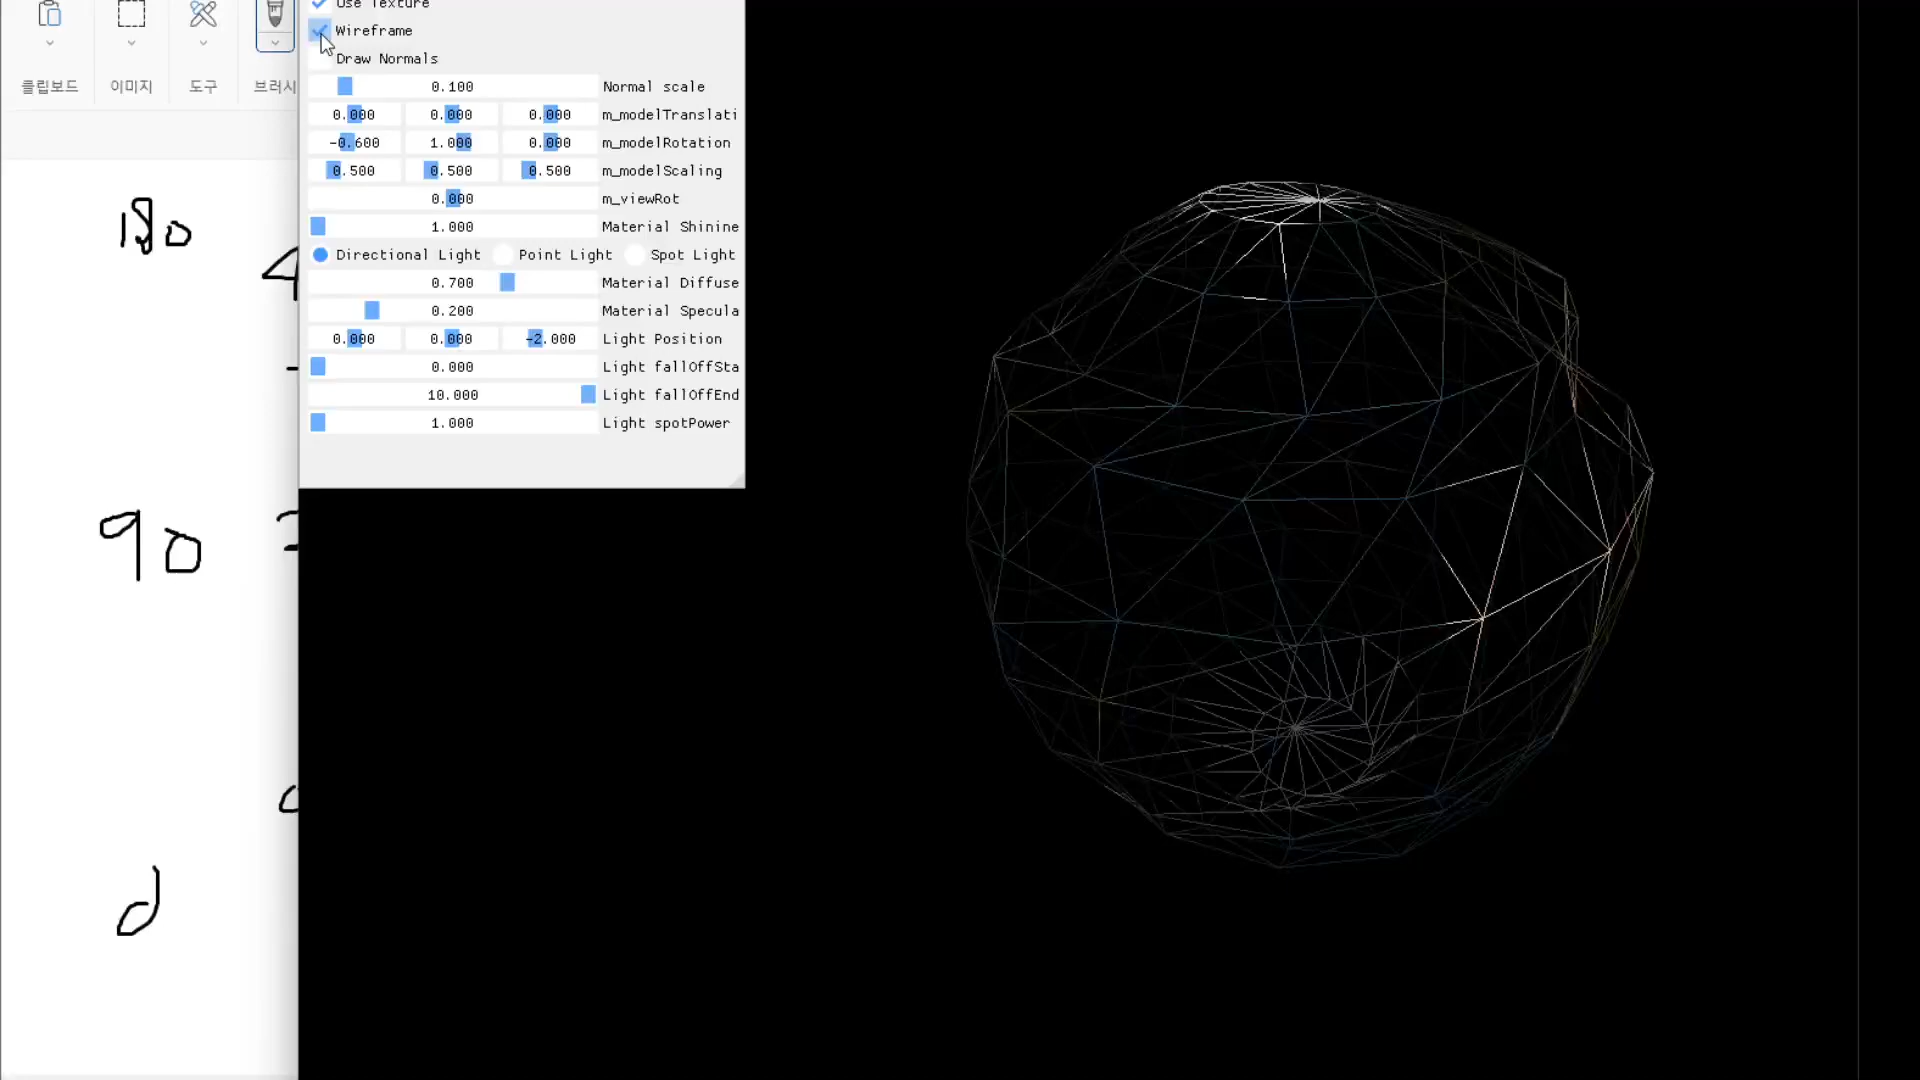 클립보드 이미지 도구 브러시
Use Texture
Wireframe
Draw Normals
0.100 Normal scale
0.000 0.000 0.000 m_modelTranslati
-0.600 1.000 0.000 m_modelRotation
0.500 0.500 0.500 m_modelScaling
0.000 m_viewRot
1.000 Material Shinine
Directional Light Point Light Spot Light
0.700 Material Diffuse
0.200 Material Specula
0.000 0.000 -2.000 Light Position
0.000 Light fallOffSta
10.000 Light fallOffEnd
1.000 Light spotPower
180
90